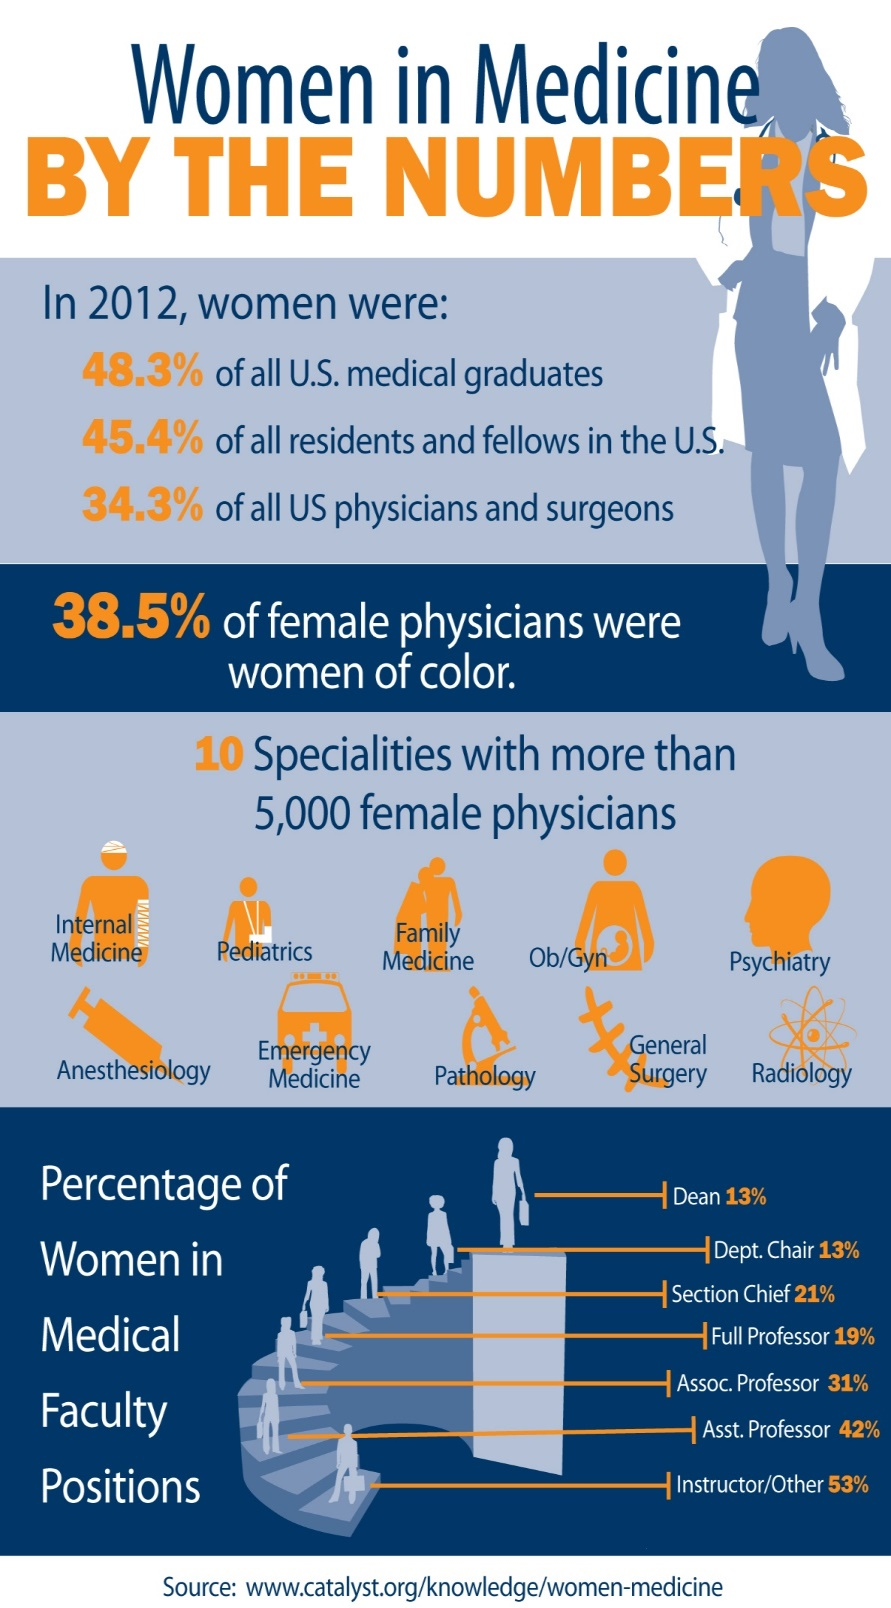 Women in Medicine
BY THE NUMBERS
In 2012, women were:
48.3% of all U.S. medical graduates
45.4% of all residents and fellows in the U.S.
34.3% of all US physicians and surgeons
38.5% of female physicians were
women of color.
10 Specialities with more than
5,000 female physicians
Internal
Medicine
Pediatrics
Family
Medicine
Ob/Gyn
Psychiatry
Anesthesiology
Emergency
Medicine
Pathology
General
Surgery
Radiology
Percentage of
Women in
Medical
Faculty
Positions
Dean 13%
Dept. Chair 13%
Section Chief 21%
Full Professor 19%
Assoc. Professor 31%
Asst. Professor 42%
Instructor/Other 53%
Source: www.catalyst.org/knowledge/women-medicine